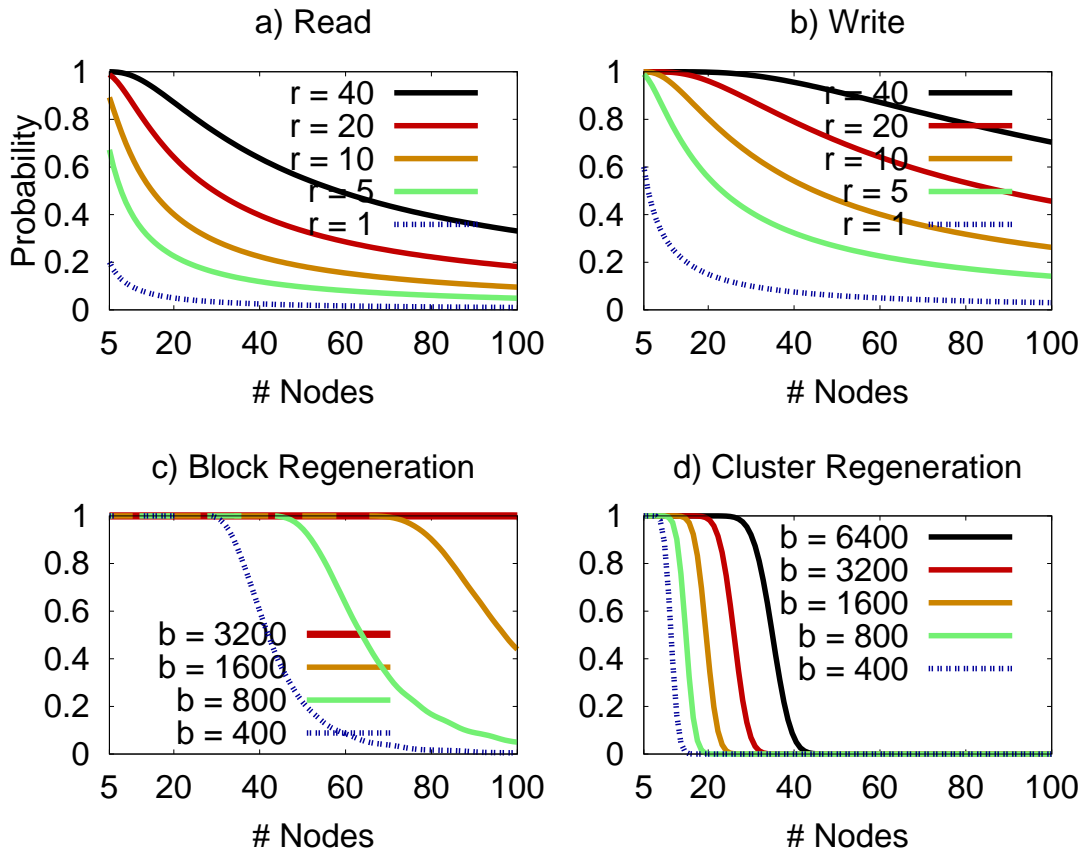 a) Read
Probability
1
0.8
0.6
0.4
0.2
0
r = 40
r = 20
r = 10
r = 5
r = 1
5 20 40 60 80 100
# Nodes
b) Write
1
0.8
0.6
0.4
0.2
0
r = 40
r = 20
r = 10
r = 5
r = 1
5 20 40 60 80 100
# Nodes
c) Block Regeneration
1
0.8
0.6
0.4
0.2
0
b = 3200
b = 1600
b = 800
b = 400
5 20 40 60 80 100
# Nodes
d) Cluster Regeneration
1
0.8
0.6
0.4
0.2
0
b = 6400
b = 3200
b = 1600
b = 800
b = 400
5 20 40 60 80 100
# Nodes